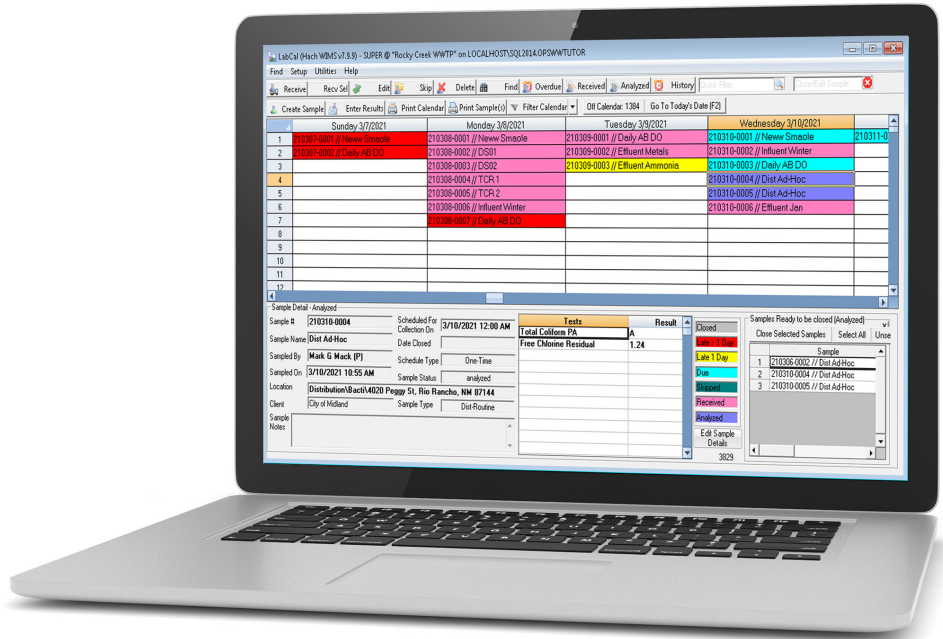 LabCal (Hach WIMS v7.9.9) - SUPER @ "Rocky Creek WWTP" on LOCALHOST\SQL2014.OPSWWTUTOR
Find Setup Utilities Help
Receive Recv Sel Edit Skip Delete Find Overdue Received Analyzed History Quick Filter Close/Edit Sample
Create Sample Enter Results Print Calendar Print Sample(s) Filter Calendar Off Calendar: 1384 Go To Today's Date (F2)
Sunday 3/7/2021 Monday 3/8/2021 Tuesday 3/9/2021 Wednesday 3/10/2021
1 210307-0001 // Neww Smaole 210308-0001 // Neww Smaole 210309-0001 // Daily AB DO 210310-0001 // Neww Smaole 210311-0
2 210307-0002 // Daily AB DO 210308-0002 // DS01 210309-0002 // Effluent Metals 210310-0002 // Influent Winter
3 210308-0003 // DS02 210309-0003 // Effluent Ammonia 210310-0003 // Daily AB DO
4 210308-0004 // TCR 1 210310-0004 // Dist Ad-Hoc
5 210308-0005 // TCR 2 210310-0005 // Dist Ad-Hoc
6 210308-0006 // Influent Winter 210310-0006 // Effluent Jan
7 210308-0007 // Daily AB DO
8
9
10
11
12
Sample Detail - Analyzed
Sample # 210310-0004 Scheduled For Collection On 3/10/2021 12:00 AM
Sample Name Dist Ad-Hoc Date Closed
Sampled By Mark G Mack (P) Schedule Type One-Time
Sampled On 3/10/2021 10:55 AM Sample Status analyzed
Location Distribution\Bacti\4020 Peggy St, Rio Rancho, NM 87144
Client City of Midland Sample Type Dist-Routine
Sample Notes
Tests Result
Total Coliform PA A
Free Chlorine Residual 1.24
Closed
Late > 1 Day
Late 1 Day
Due
Skipped
Received
Analyzed
Edit Sample Details
3829
Samples Ready to be closed (Analyzed)
Close Selected Samples Select All Unse
Sample
1 210306-0002 // Dist Ad-Hoc
2 210310-0004 // Dist Ad-Hoc
3 210310-0005 // Dist Ad-Hoc